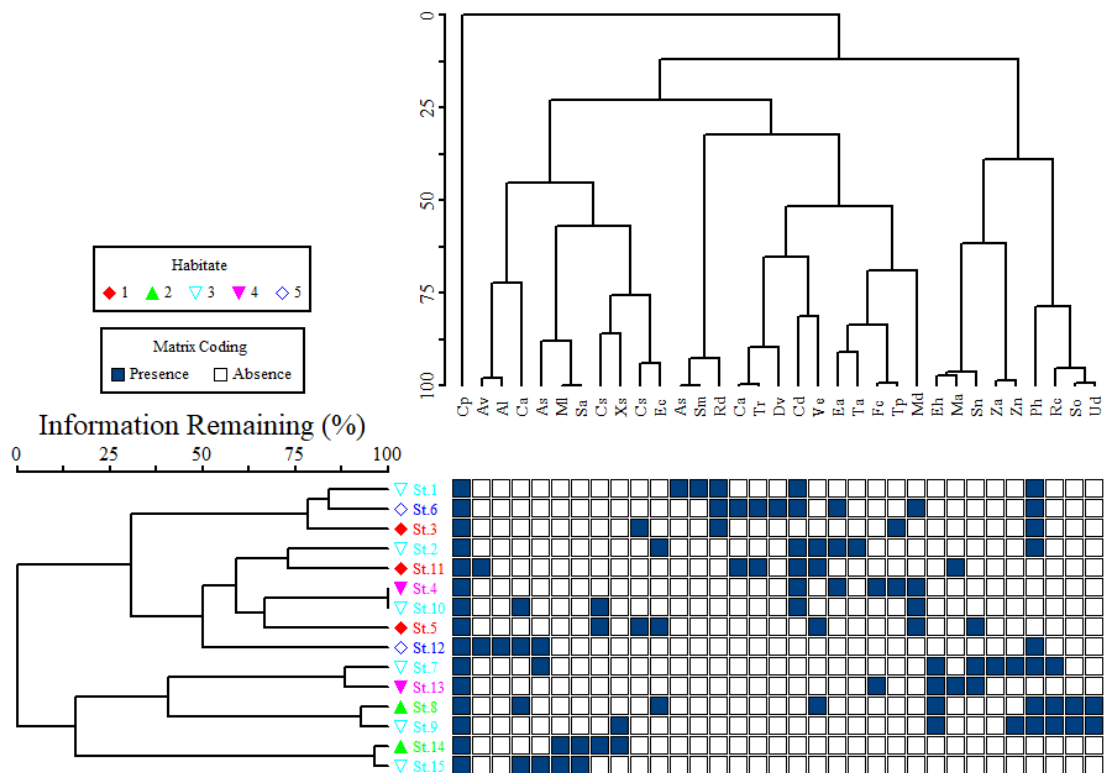 0
25
50
75
100
Cp Av Al Ca As Ml Sa Cs Xs Cs Ec As Sm Rd Ca Tr Dv Cd Ve Ea Ta Fc Tp Md Eh Ma Sn Za Zn Ph Rc So Ud
Habitate
1 2 3 4 5
Matrix Coding
Presence Absence
Information Remaining (%)
0 25 50 75 100
St.1
St.6
St.3
St.2
St.11
St.4
St.10
St.5
St.12
St.7
St.13
St.8
St.9
St.14
St.15